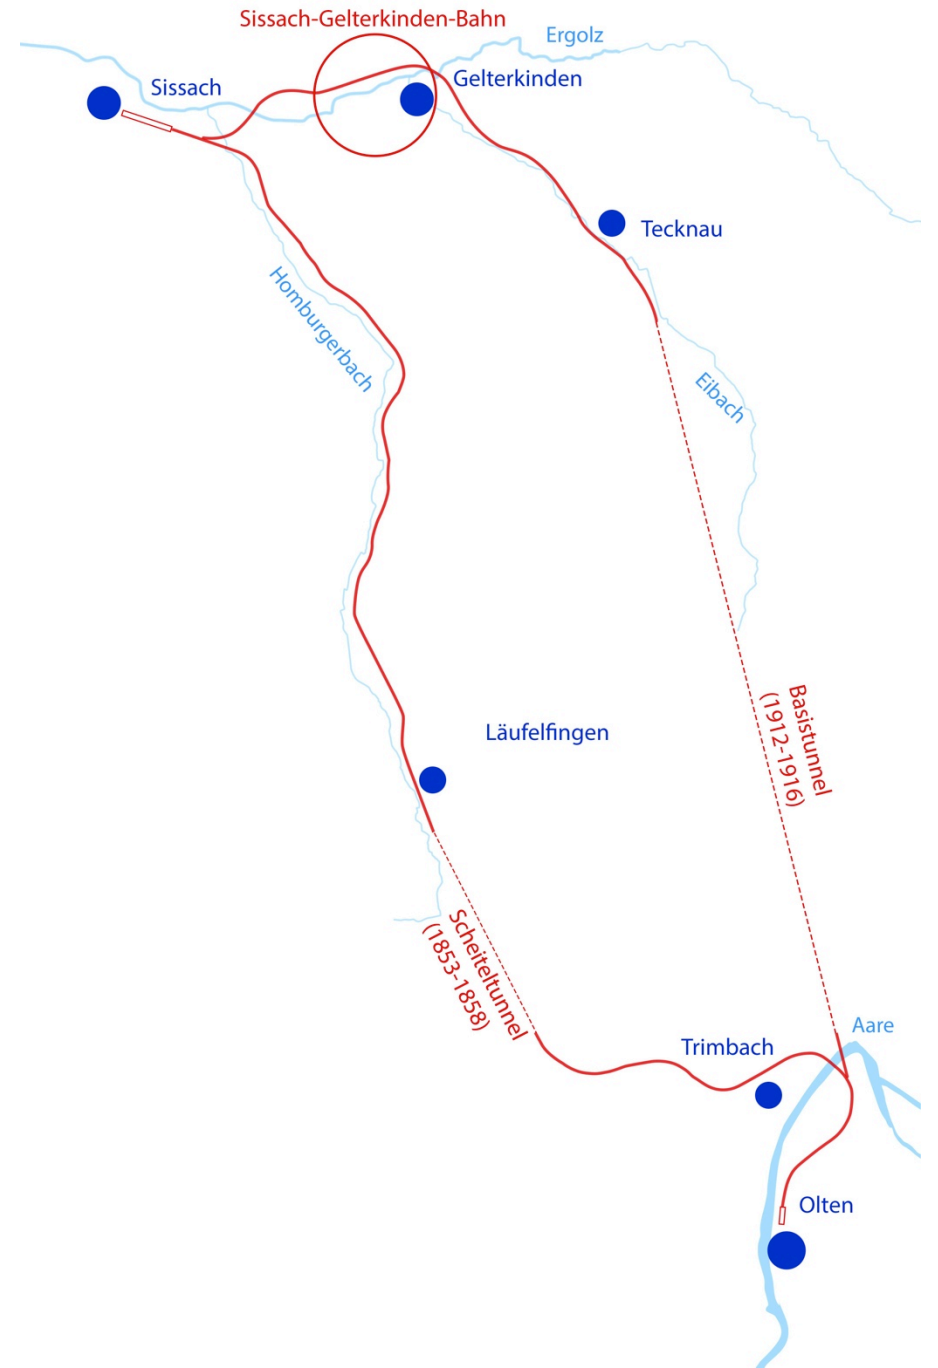 Sissach-Gelterkinden-Bahn
Ergolz
Sissach
Gelterkinden
Tecknau
Homburgerbach
Eibach
Läufelfingen
Basistunnel
(1912-1916)
Scheiteltunnel
(1853-1858)
Aare
Trimbach
Olten